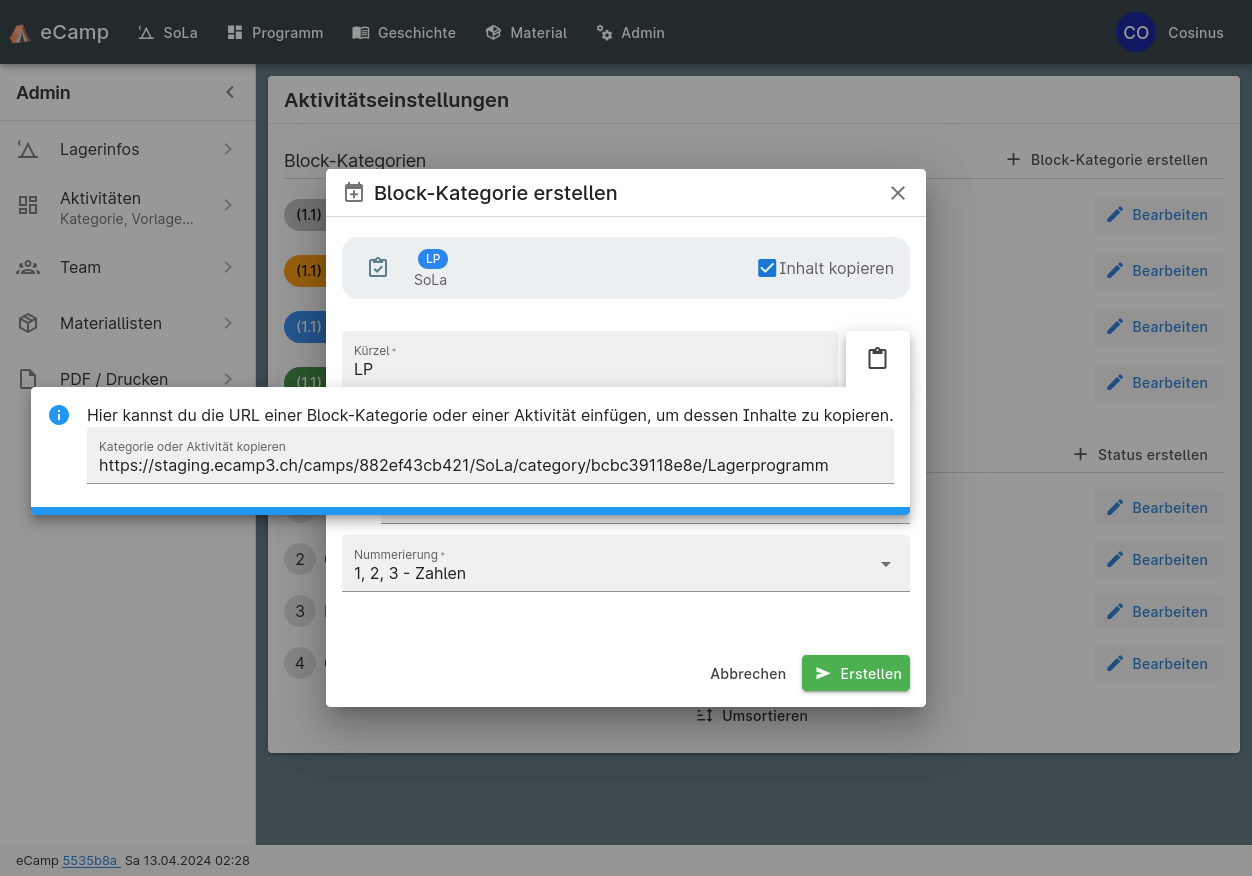 eCamp
SoLa
Programm
Geschichte
Material
Admin
CO
Cosinus
Admin
Lagerinfos
Aktivitäten
Kategorie, Vorlage...
Team
Materiallisten
PDF / Drucken
Aktivitätseinstellungen
Block-Kategorien
Block-Kategorie erstellen
(1.1)
Bearbeiten
(1.1)
Bearbeiten
(1.1)
Bearbeiten
(1.1)
Bearbeiten
Status erstellen
Bearbeiten
2
Bearbeiten
3
Bearbeiten
4
Bearbeiten
Umsortieren
Block-Kategorie erstellen
LP
SoLa
Inhalt kopieren
Kürzel *
LP
Hier kannst du die URL einer Block-Kategorie oder einer Aktivität einfügen, um dessen Inhalte zu kopieren.
Kategorie oder Aktivität kopieren
https://staging.ecamp3.ch/camps/882ef43cb421/SoLa/category/bcbc39118e8e/Lagerprogramm
Nummerierung *
1, 2, 3 - Zahlen
Abbrechen
Erstellen
eCamp 5535b8a Sa 13.04.2024 02:28